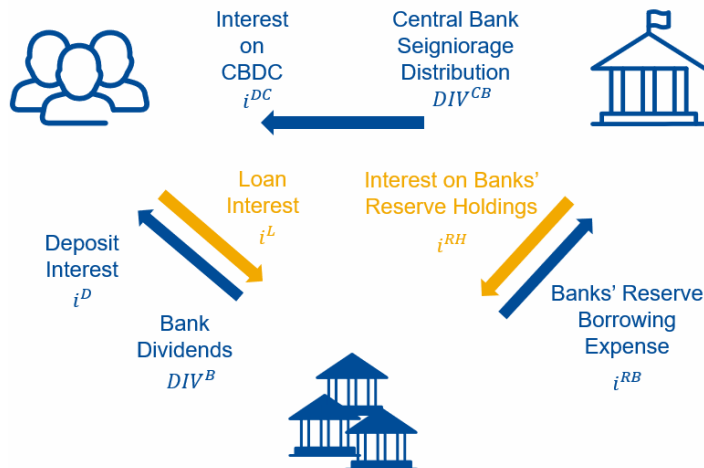 Interest
on
CBDC
i^{DC}
Central Bank
Seigniorage
Distribution
DIV^{CB}
Loan
Interest
i^{L}
Interest on Banks'
Reserve Holdings
i^{RH}
Deposit
Interest
i^{D}
Bank
Dividends
DIV^{B}
Banks' Reserve
Borrowing
Expense
i^{RB}